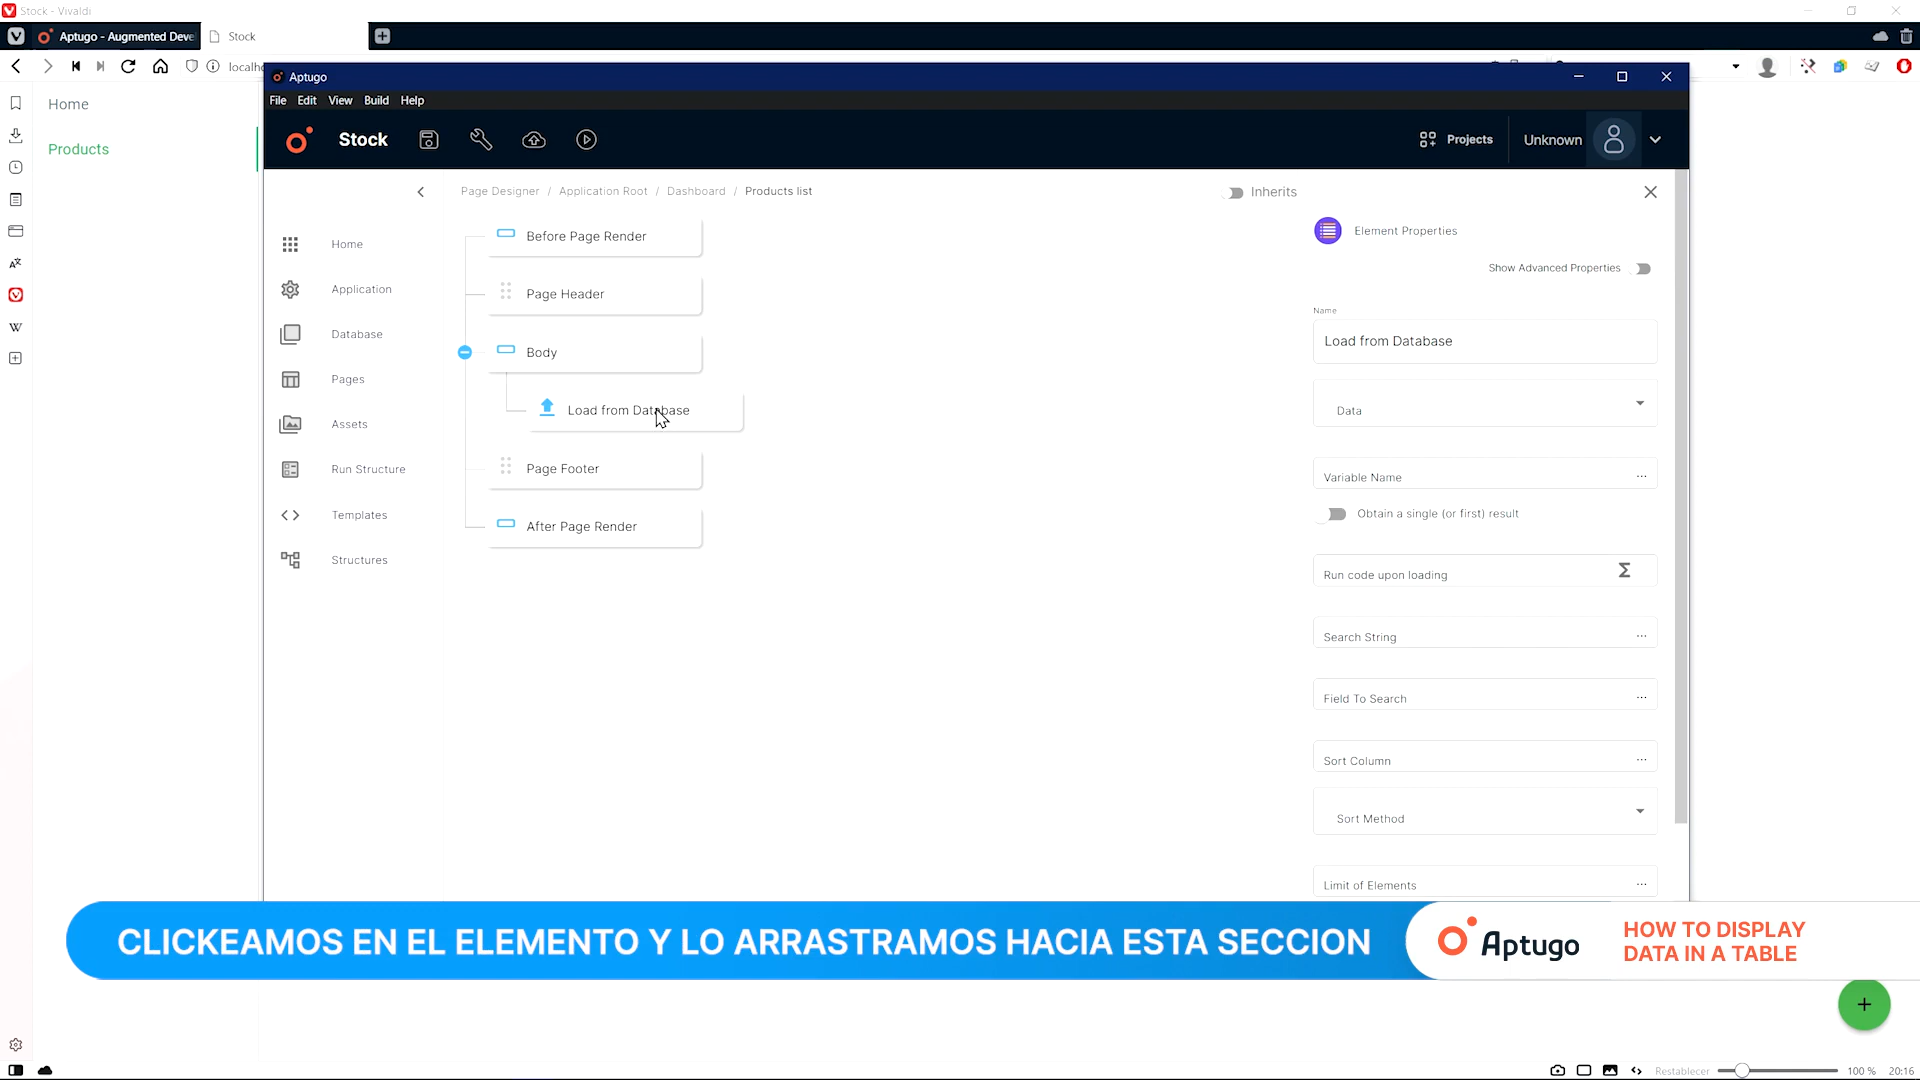 Stock - Vivaldi
Aptugo - Augmented Deve
Stock
localh
Aptugo
File Edit View Build Help
Home
Products
Stock
Projects
Unknown
Page Designer / Application Root / Dashboard / Products list
Inherits
Home
Application
Database
Pages
Assets
Run Structure
Templates
Structures
Before Page Render
Page Header
Body
Load from Database
Page Footer
After Page Render
Element Properties
Show Advanced Properties
Name
Load from Database
Data
Variable Name
Obtain a single (or first) result
Run code upon loading
Search String
Field To Search
Sort Column
Sort Method
Limit of Elements
CLICKEAMOS EN EL ELEMENTO Y LO ARRASTRAMOS HACIA ESTA SECCION
Aptugo
HOW TO DISPLAY
DATA IN A TABLE
Restablecer
100 %
20:16